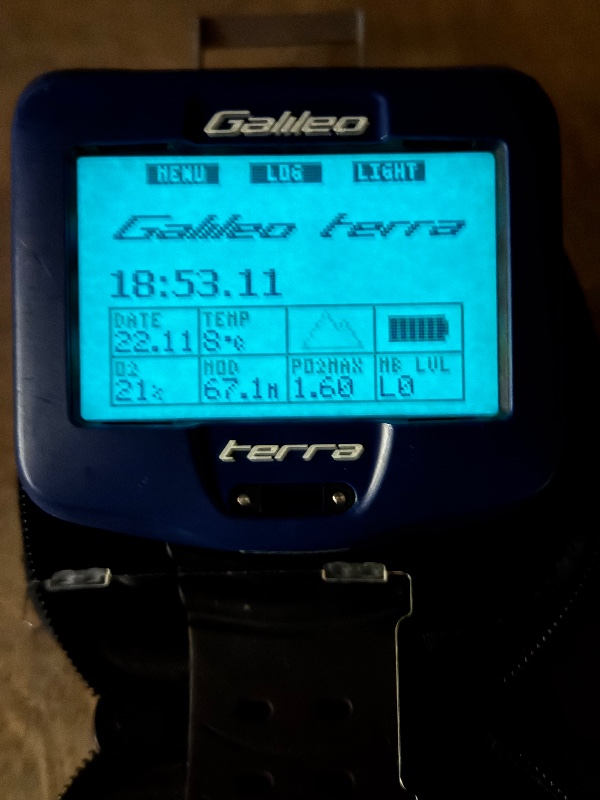 Galileo
MENU LOG LIGHT
Galileo terra
18:53.11
DATE TEMP
22.11 8°C
O2 MOD PO2MAX MB LVL
21% 67.1m 1.60 L0
terra